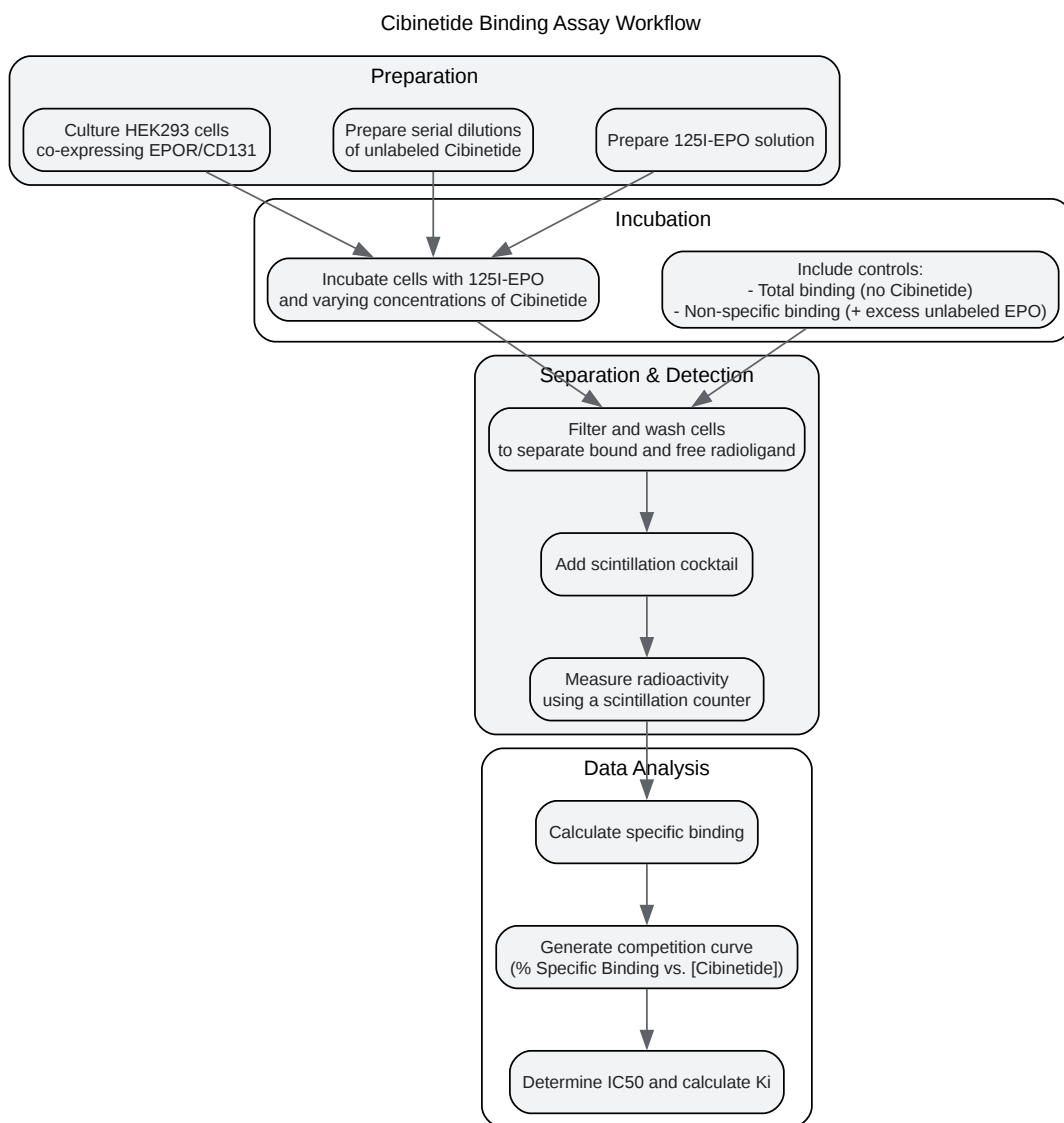 Cibinetide Binding Assay Workflow
Preparation
Culture HEK293 cells
co-expressing EPOR/CD131
Prepare serial dilutions
of unlabeled Cibinetide
Prepare 125I-EPO solution
Incubation
Incubate cells with 125I-EPO
and varying concentrations of Cibinetide
Include controls:
- Total binding (no Cibinetide)
- Non-specific binding (+ excess unlabeled EPO)
Separation & Detection
Filter and wash cells
to separate bound and free radioligand
Add scintillation cocktail
Measure radioactivity
using a scintillation counter
Data Analysis
Calculate specific binding
Generate competition curve
(% Specific Binding vs. [Cibinetide])
Determine IC50 and calculate Ki